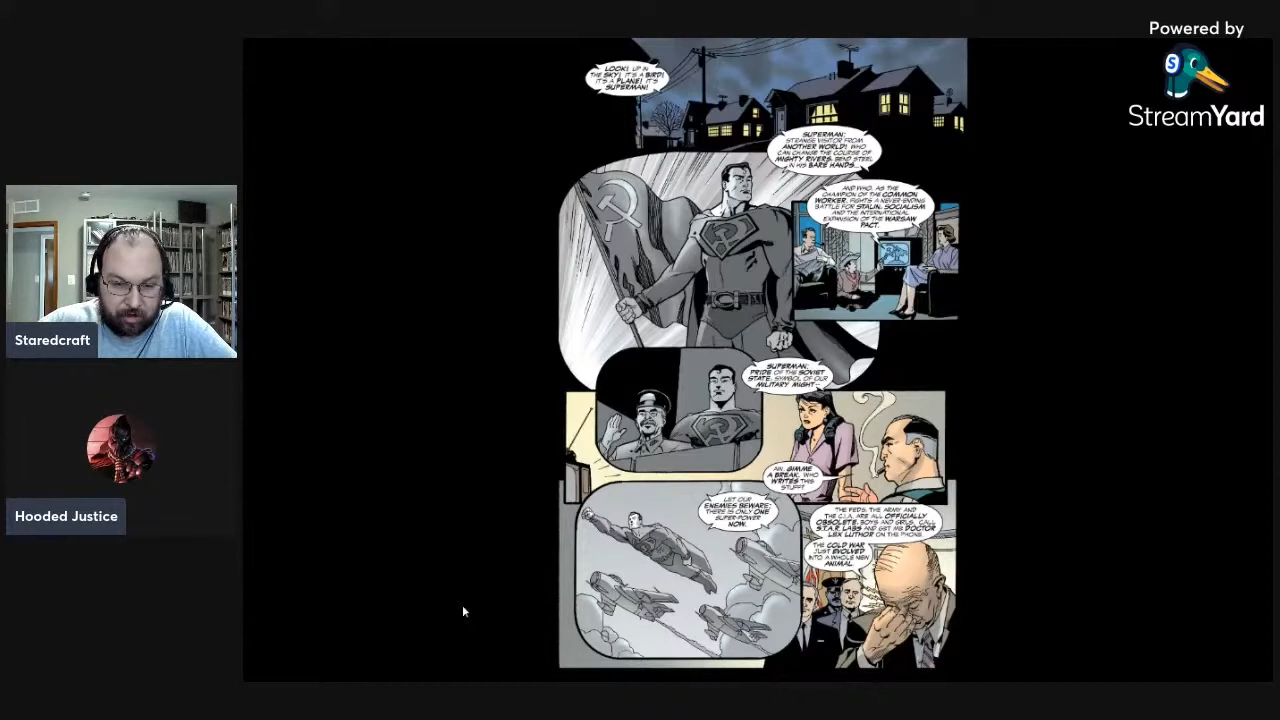 Powered by
StreamYard
LOOK! UP IN
THE SKY! IT'S A BIRD!
IT'S A PLANE! IT'S
SUPERMAN!
SUPERMAN:
STRANGE VISITOR FROM
ANOTHER WORLD! WHO
CAN CHANGE THE COURSE OF
MIGHTY RIVERS, BEND STEEL
IN HIS BARE HANDS...
AND WHO, AS THE
CHAMPION OF THE COMMON
WORKER, FIGHTS A NEVER-ENDING
BATTLE FOR STALIN, SOCIALISM
AND THE INTERNATIONAL
EXPANSION OF THE WARSAW
PACT.
Staredcraft
SUPERMAN:
PRIDE OF THE SOVIET
STATE, SYMBOL OF OUR
MILITARY MIGHT--
AW, GIMME
A BREAK. WHO
WRITES THIS
STUFF?
Hooded Justice
LET OUR
ENEMIES BEWARE:
THERE IS ONLY ONE
SUPER-POWER
NOW.
THE FEDS, THE ARMY AND
THE C.I.A. ARE ALL OFFICIALLY
OBSOLETE, BOYS AND GIRLS. CALL
S.T.A.R. LABS AND GET ME DOCTOR
LEX LUTHOR ON THE PHONE.
THE COLD WAR
JUST EVOLVED
INTO A WHOLE NEW
ANIMAL.